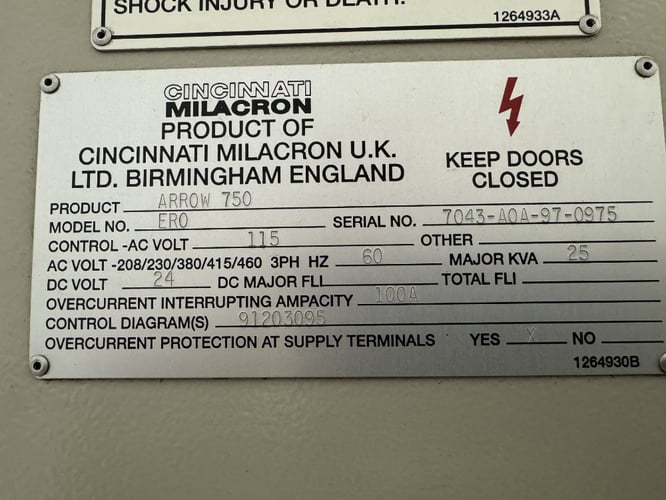 SHOCK INJURY OR DEATH.
1264933A
CINCINNATI
MILACRON
PRODUCT OF
CINCINNATI MILACRON U.K.
LTD. BIRMINGHAM ENGLAND
KEEP DOORS
CLOSED
PRODUCT ARROW 750
MODEL NO. ERO SERIAL NO. 7043-A0A-97-0975
CONTROL -AC VOLT 115 OTHER
AC VOLT -208/230/380/415/460 3PH HZ 60 MAJOR KVA 25
DC VOLT 24 DC MAJOR FLI TOTAL FLI
OVERCURRENT INTERRUPTING AMPACITY 100A
CONTROL DIAGRAM(S) 91203095
OVERCURRENT PROTECTION AT SUPPLY TERMINALS YES X NO
1264930B